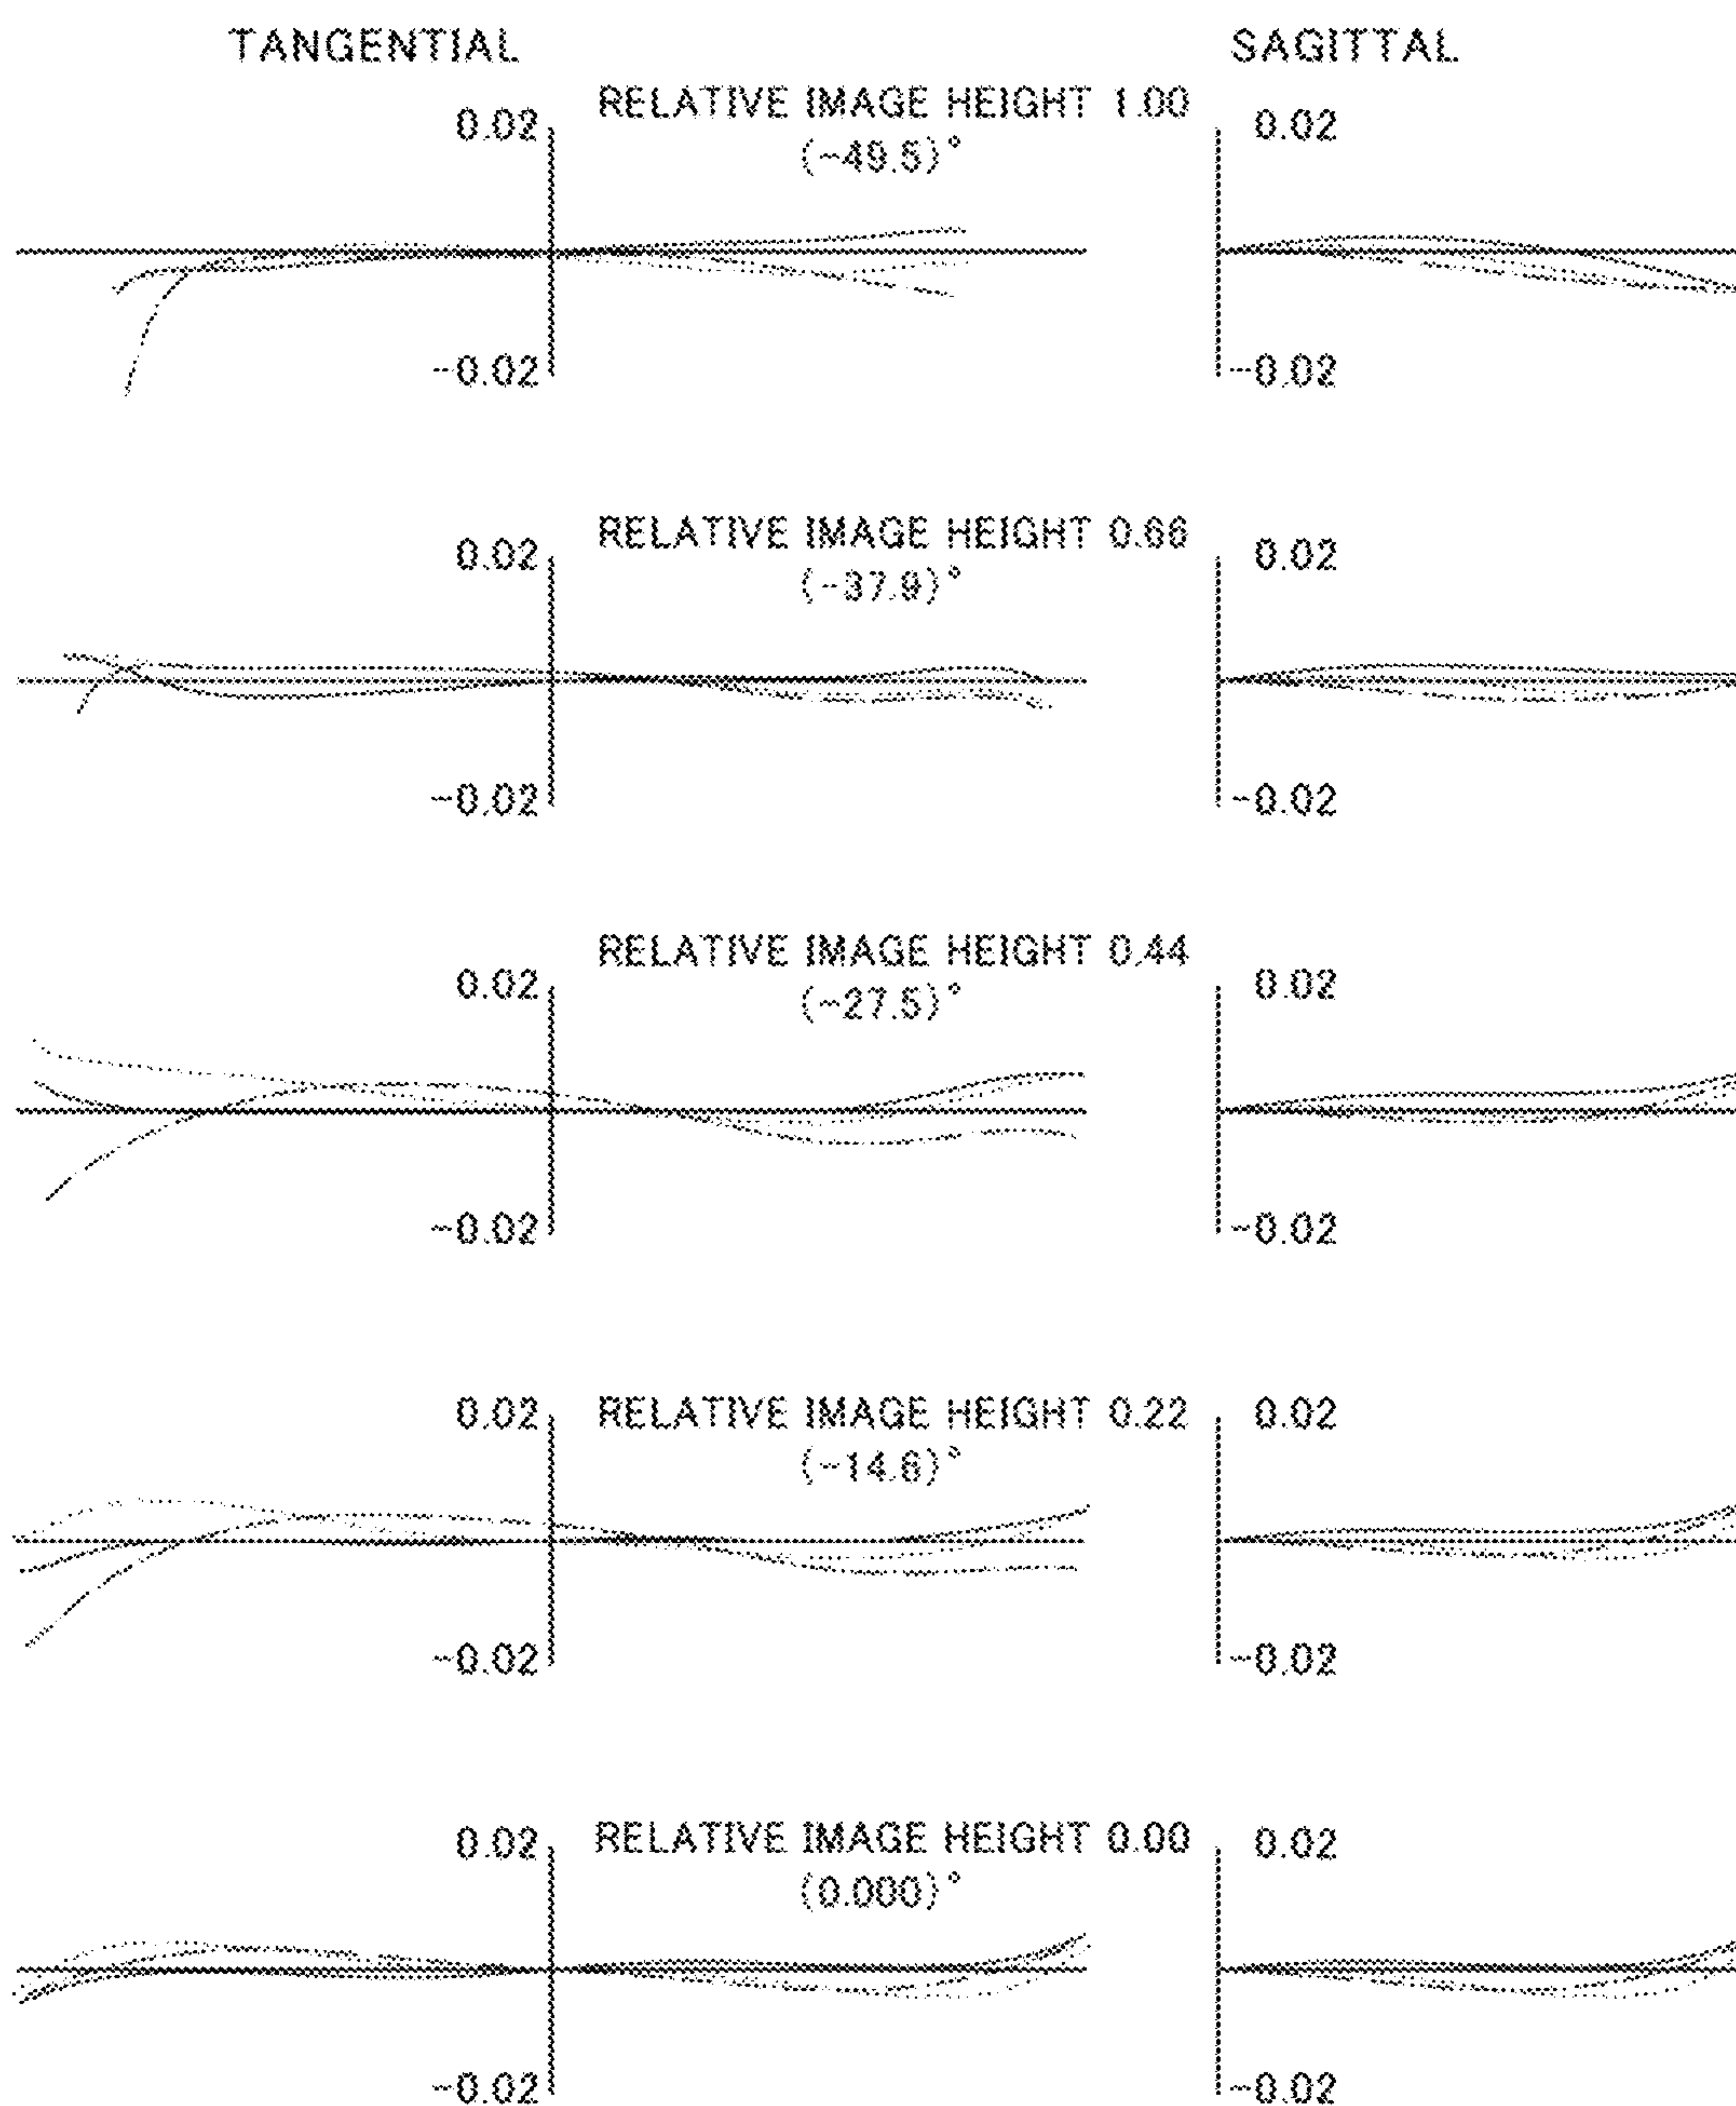 TANGENTIAL SAGITTAL
RELATIVE IMAGE HEIGHT 1.00
0.02 0.02
(-49.5)°
-0.02 -0.02
RELATIVE IMAGE HEIGHT 0.66
0.02 0.02
(-37.9)°
-0.02 -0.02
RELATIVE IMAGE HEIGHT 0.44
0.02 0.02
(-27.5)°
-0.02 -0.02
0.02 RELATIVE IMAGE HEIGHT 0.22 0.02
(-14.6)°
-0.02 -0.02
0.02 RELATIVE IMAGE HEIGHT 0.00 0.02
(0.000)°
-0.02 -0.02